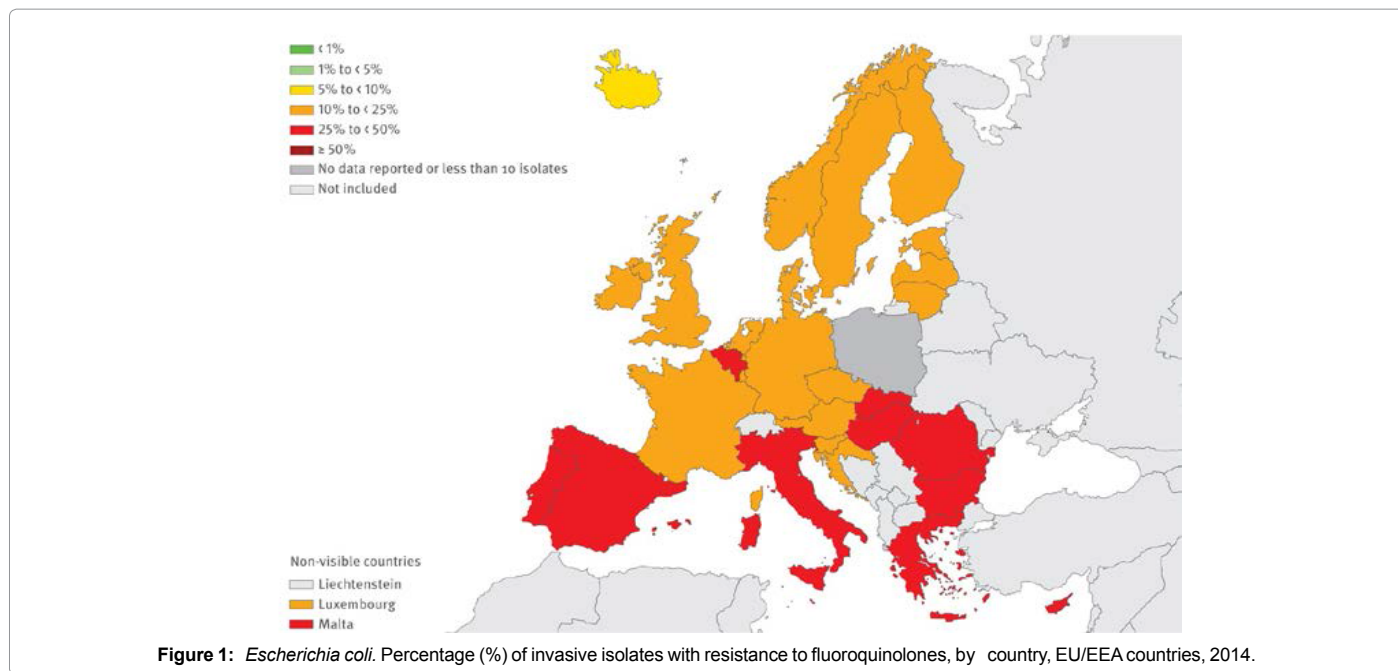 < 1%
1% to < 5%
5% to < 10%
10% to < 25%
25% to < 50%
≥ 50%
No data reported or less than 10 isolates
Not included
Non-visible countries
Liechtenstein
Luxembourg
Malta
Figure 1: Escherichia coli. Percentage (%) of invasive isolates with resistance to fluoroquinolones, by country, EU/EEA countries, 2014.